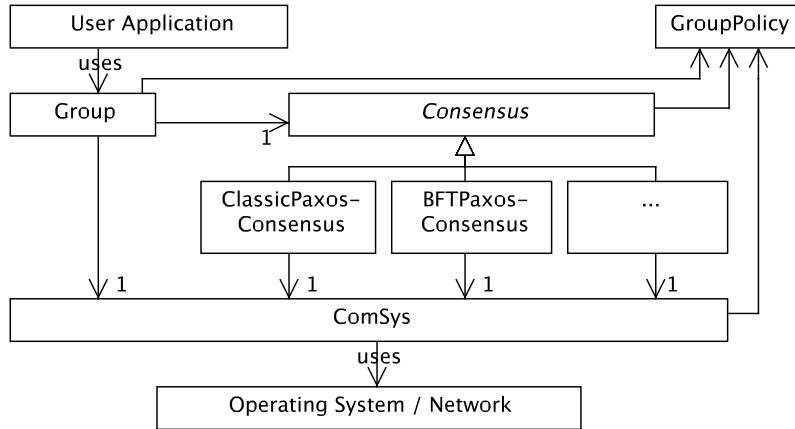 User Application
GroupPolicy
uses
Group
Consensus
1
ClassicPaxos-
Consensus
BFTPaxos-
Consensus
...
1
1
1
1
ComSys
uses
Operating System / Network